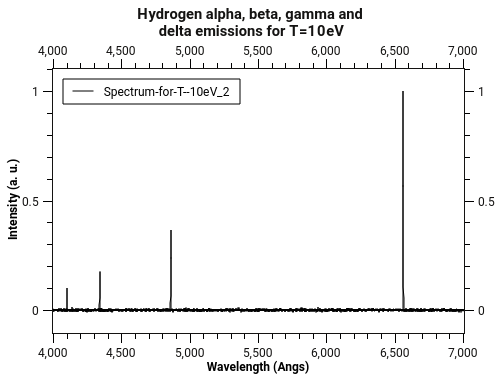 Hydrogen alpha, beta, gamma and
delta emissions for T=10eV
4,000 4,500 5,000 5,500 6,000 6,500 7,000
Spectrum-for-T--10eV_2
1 1
0.5 0.5
0 0
Intensity (a. u.)
4,000 4,500 5,000 5,500 6,000 6,500 7,000
Wavelength (Angs)